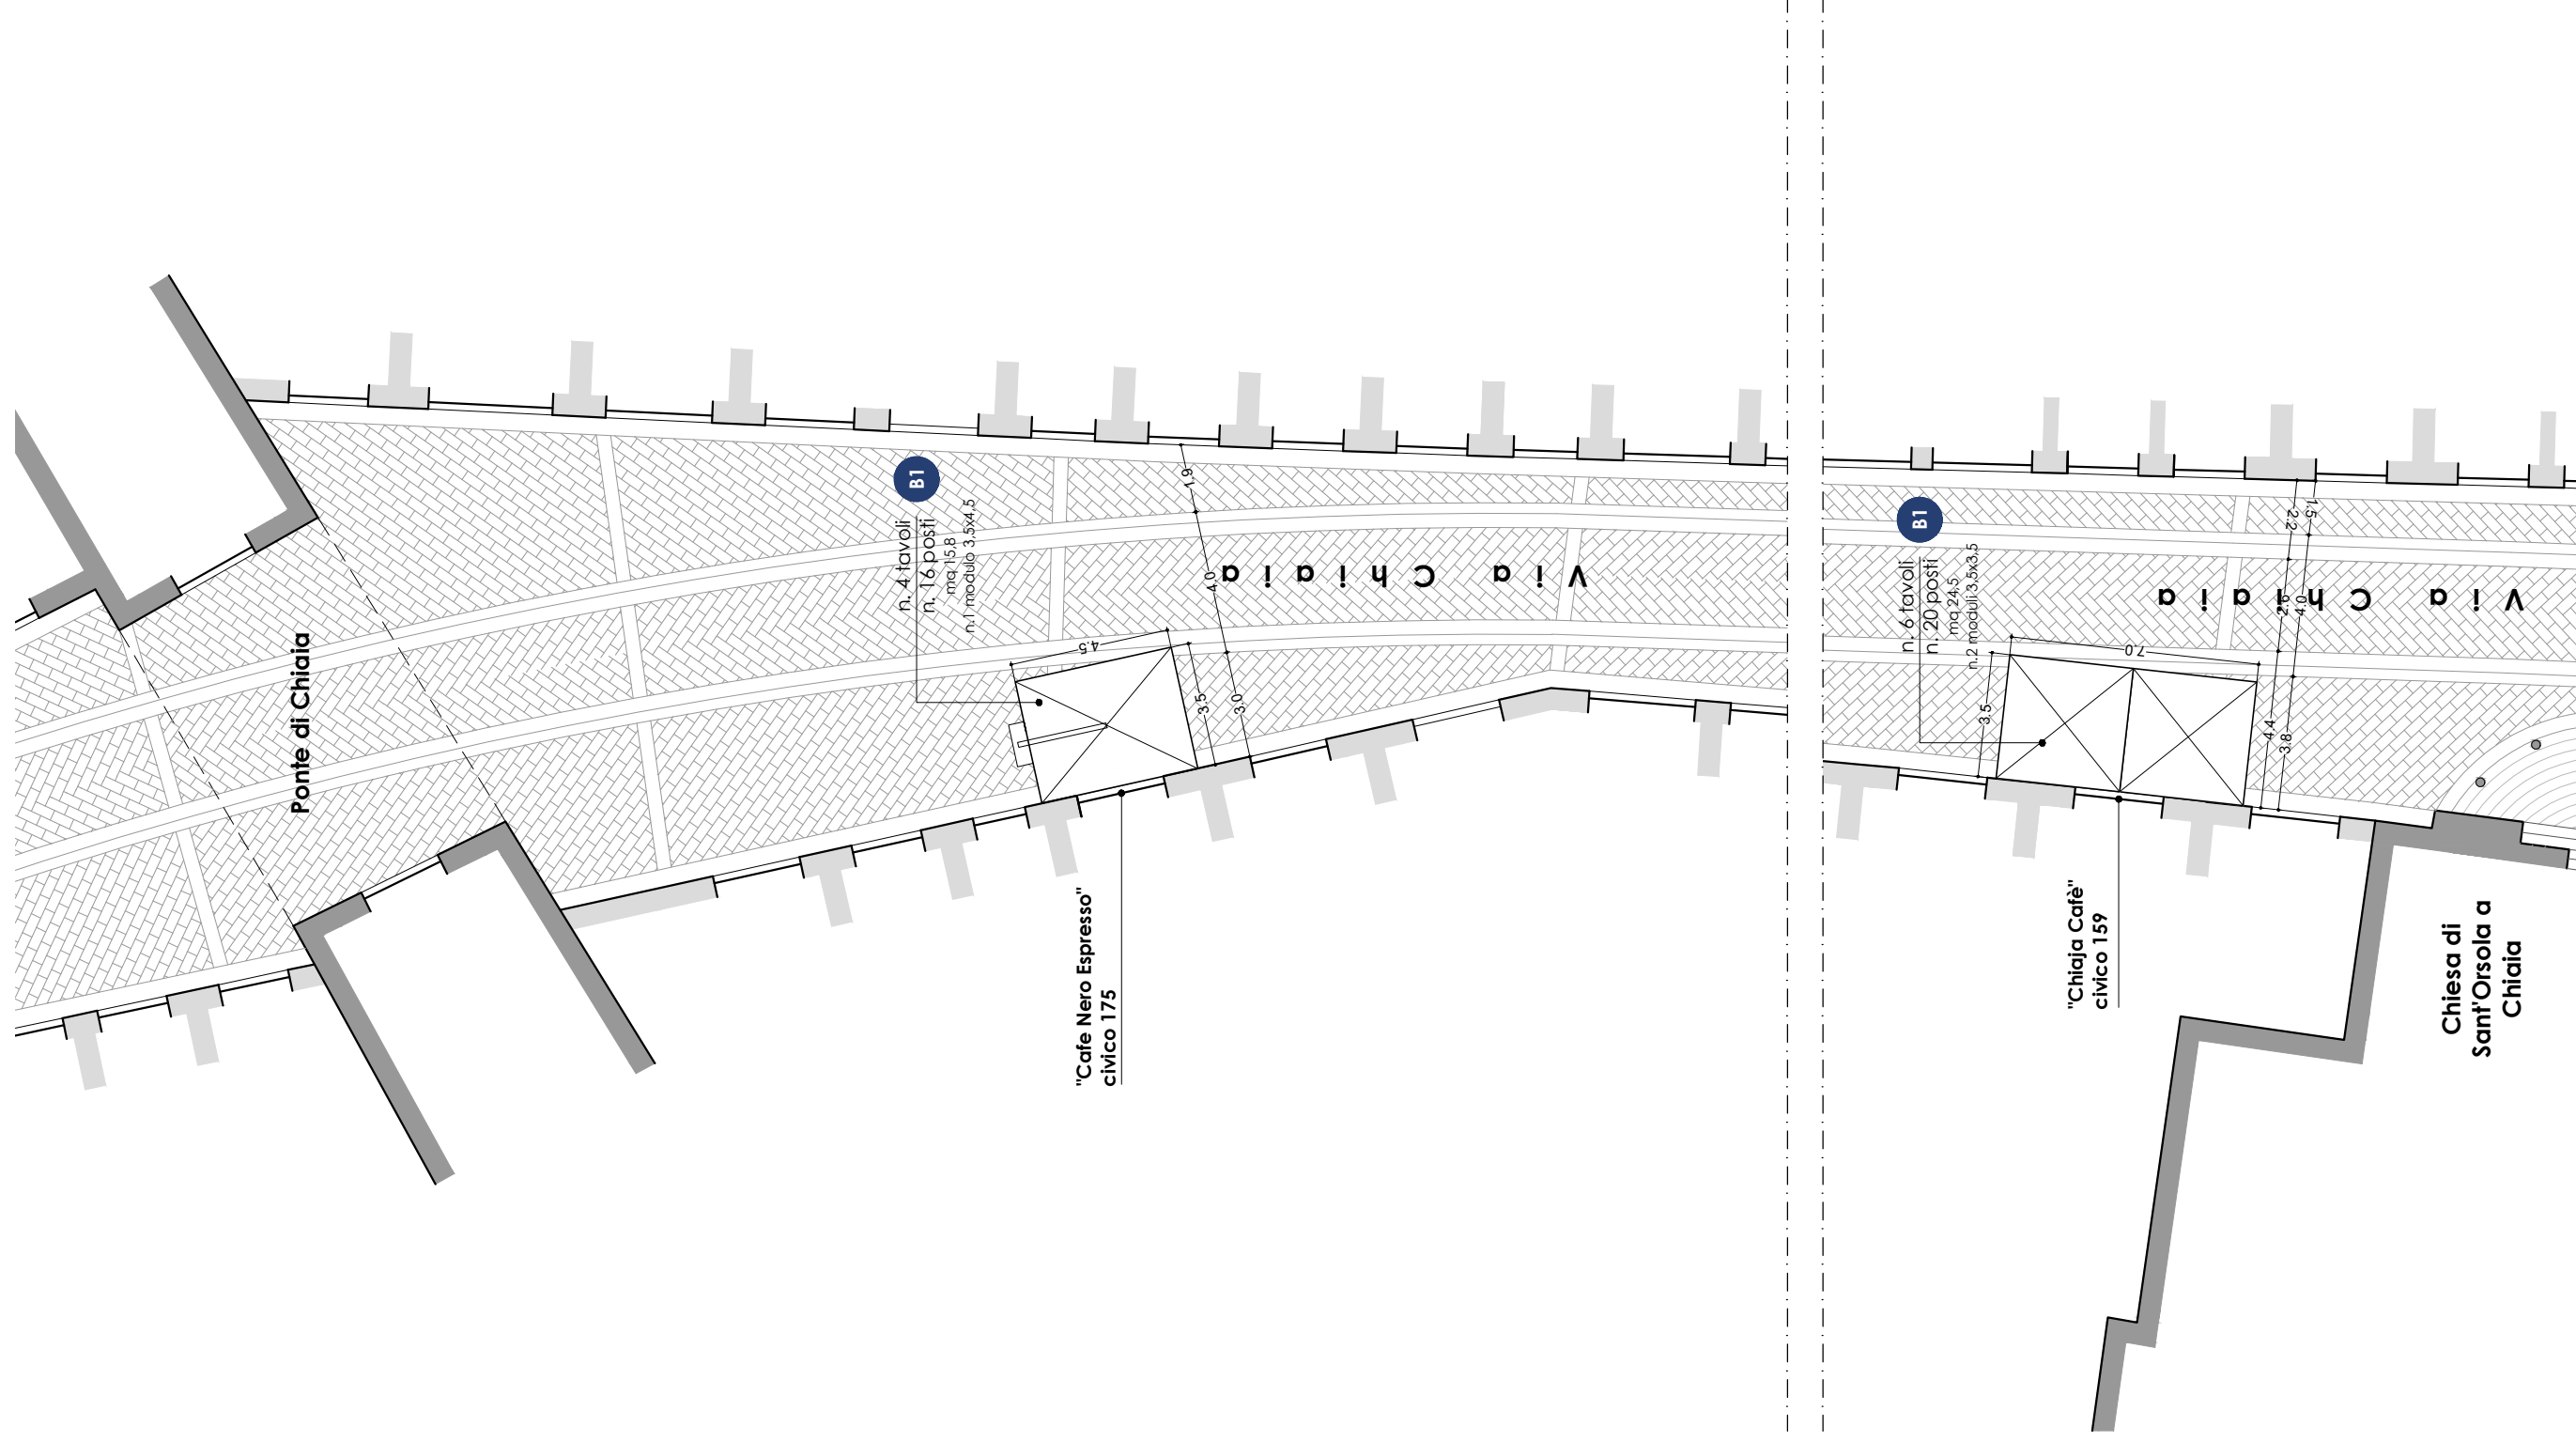 Ponte di Chiaia
B1
n. 4 tavoli
n. 16 posti
mq 15,8
n.1 modulo 3,5x4,5
4,5
3,5
1,9
4,0
3,0
Via Chiaia
"Cafe Nero Espresso"
civico 175
B1
n. 6 tavoli
n. 20 posti
mq 24,5
n.2 moduli 3,5x3,5
3,5
7,0
2,2
2,6
4,4
1,5
4,0
3,8
Via Chiaia
"Chiaja Cafè"
civico 159
Chiesa di
Sant'Orsola a
Chiaia